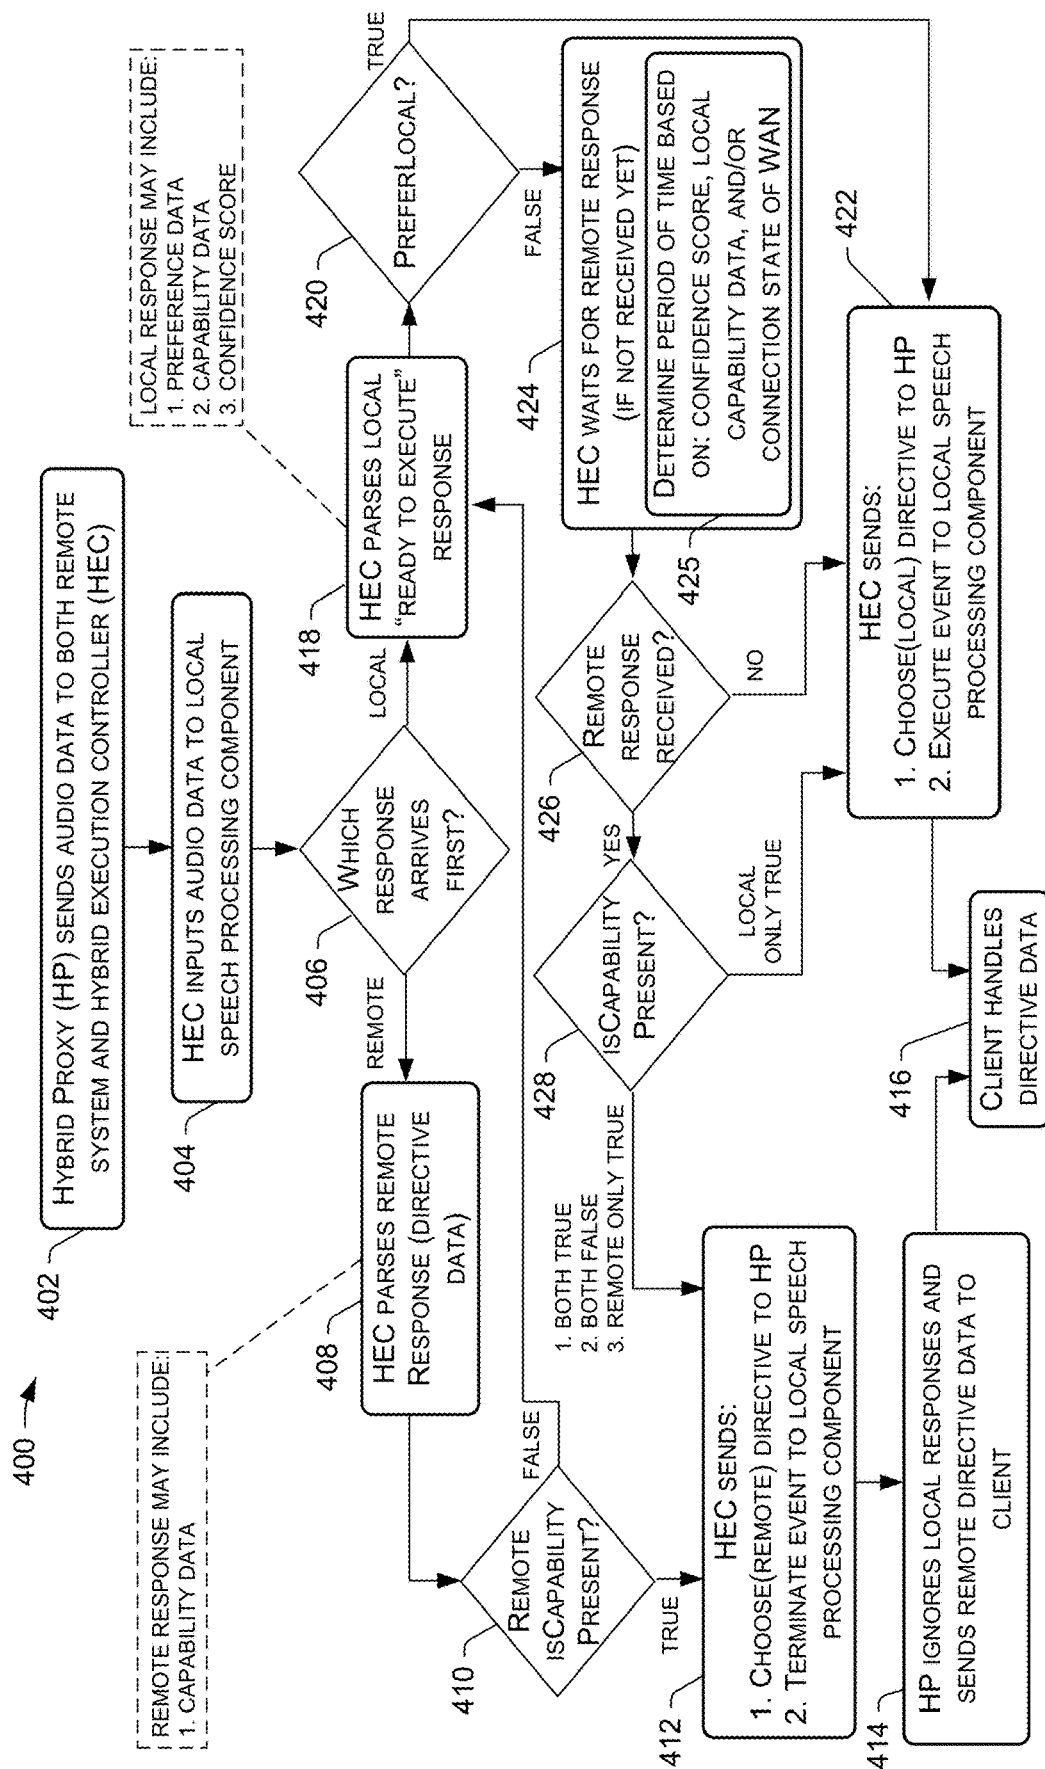 400
402
HYBRID PROXY (HP) SENDS AUDIO DATA TO BOTH REMOTE
SYSTEM AND HYBRID EXECUTION CONTROLLER (HEC)
404
HEC INPUTS AUDIO DATA TO LOCAL
SPEECH PROCESSING COMPONENT
REMOTE RESPONSE MAY INCLUDE:
1. CAPABILITY DATA
LOCAL RESPONSE MAY INCLUDE:
1. PREFERENCE DATA
2. CAPABILITY DATA
3. CONFIDENCE SCORE
406
WHICH
RESPONSE
ARRIVES
FIRST?
REMOTE
LOCAL
408
HEC PARSES REMOTE
RESPONSE (DIRECTIVE
DATA)
418
HEC PARSES LOCAL
“READY TO EXECUTE”
RESPONSE
420
PREFERLOCAL?
TRUE
FALSE
410
REMOTE
ISCAPABILITY
PRESENT?
FALSE
TRUE
424
HEC WAITS FOR REMOTE RESPONSE
(IF NOT RECEIVED YET)
425
DETERMINE PERIOD OF TIME BASED
ON: CONFIDENCE SCORE, LOCAL
CAPABILITY DATA, AND/OR
CONNECTION STATE OF WAN
426
REMOTE
RESPONSE
RECEIVED?
YES
NO
428
ISCAPABILITY
PRESENT?
1. BOTH TRUE
2. BOTH FALSE
3. REMOTE ONLY TRUE
LOCAL
ONLY TRUE
412
HEC SENDS:
1. CHOOSE(REMOTE) DIRECTIVE TO HP
2. TERMINATE EVENT TO LOCAL SPEECH
PROCESSING COMPONENT
422
HEC SENDS:
1. CHOOSE(LOCAL) DIRECTIVE TO HP
2. EXECUTE EVENT TO LOCAL SPEECH
PROCESSING COMPONENT
414
HP IGNORES LOCAL RESPONSES AND
SENDS REMOTE DIRECTIVE DATA TO
CLIENT
416
CLIENT HANDLES
DIRECTIVE DATA